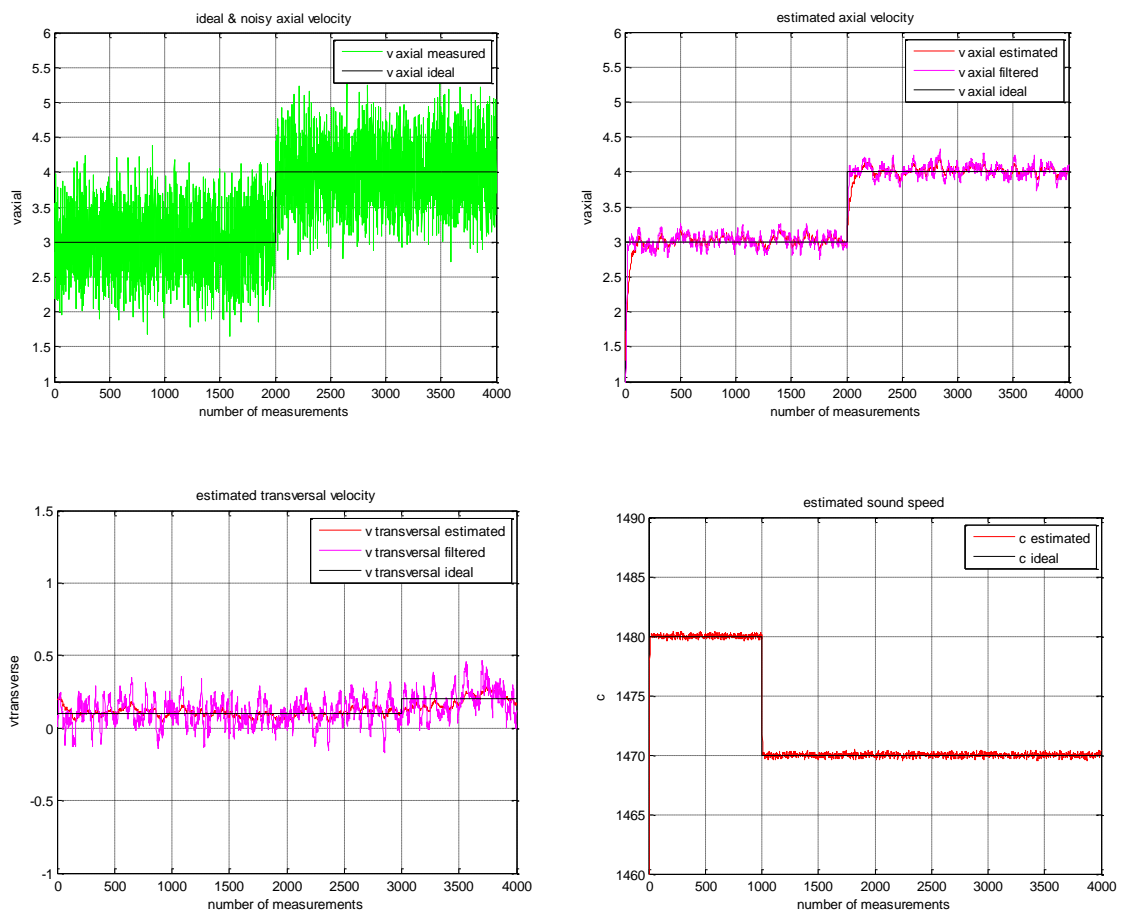 ideal & noisy axial velocity
6
5.5
5
4.5
4
3.5
3
2.5
2
1.5
1
vaxial
v axial measured
v axial ideal
0 500 1000 1500 2000 2500 3000 3500 4000
number of measurements
estimated axial velocity
6
5.5
5
4.5
4
3.5
3
2.5
2
1.5
1
vaxial
v axial estimated
v axial filtered
v axial ideal
0 500 1000 1500 2000 2500 3000 3500 4000
number of measurements
estimated transversal velocity
1.5
1
0.5
0
-0.5
-1
vtransverse
v transversal estimated
v transversal filtered
v transversal ideal
0 500 1000 1500 2000 2500 3000 3500 4000
number of measurements
estimated sound speed
1490
1485
1480
1475
1470
1465
1460
c
c estimated
c ideal
0 500 1000 1500 2000 2500 3000 3500 4000
number of measurements